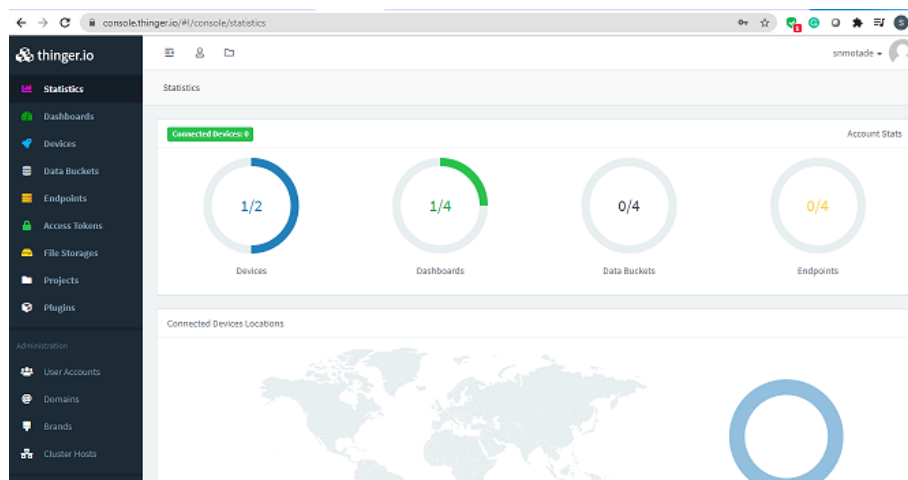 console.thinger.io/#!/console/statistics
thinger.io
snmotade
Statistics
Dashboards
Devices
Data Buckets
Endpoints
Access Tokens
File Storages
Projects
Plugins
Administration
User Accounts
Domains
Brands
Cluster Hosts
Statistics
Connected Devices: 0
Account Stats
1/2
1/4
0/4
0/4
Devices
Dashboards
Data Buckets
Endpoints
Connected Devices Locations